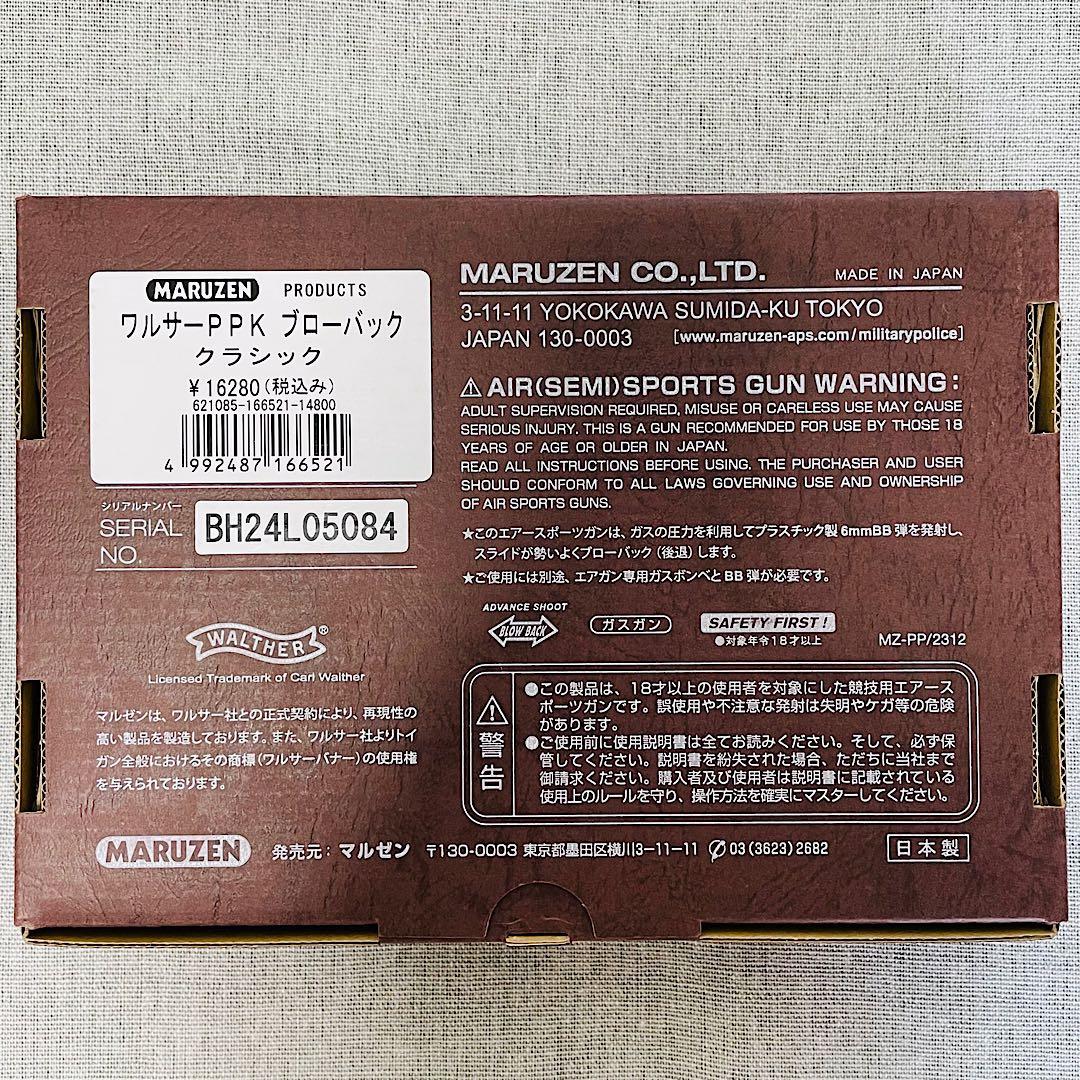 MARUZEN PRODUCTS
ワルサーPPK ブローバック
クラシック
¥16280(税込み)
621085-166521-14800
4 992487 166521
シリアルナンバー
SERIAL NO.
BH24L05084
WALTHER®
Licensed Trademark of Carl Walther
マルゼンは、ワルサー社との正式契約により、再現性の
高い製品を製造しております。また、ワルサー社よりトイ
ガン全般におけるその商標(ワルサーバナー)の使用権
を与えられております。
MARUZEN CO.,LTD. MADE IN JAPAN
3-11-11 YOKOKAWA SUMIDA-KU TOKYO
JAPAN 130-0003 [www.maruzen-aps.com/militarypolice]
⚠ AIR(SEMI)SPORTS GUN WARNING:
ADULT SUPERVISION REQUIRED, MISUSE OR CARELESS USE MAY CAUSE
SERIOUS INJURY. THIS IS A GUN RECOMMENDED FOR USE BY THOSE 18
YEARS OF AGE OR OLDER IN JAPAN.
READ ALL INSTRUCTIONS BEFORE USING. THE PURCHASER AND USER
SHOULD CONFORM TO ALL LAWS GOVERNING USE AND OWNERSHIP
OF AIR SPORTS GUNS.
★このエアースポーツガンは、ガスの圧力を利用してプラスチック製6mmBB弾を発射し、
スライドが勢いよくブローバック(後退)します。
★ご使用には別途、エアガン専用ガスボンベとBB弾が必要です。
ADVANCE SHOOT
BLOW BACK
ガスガン
SAFETY FIRST!
●対象年令18才以上
MZ-PP/2312
⚠警告
●この製品は、18才以上の使用者を対象にした競技用エアース
ポーツガンです。誤使用や不注意な発射は失明やケガ等の危険
があります。
●ご使用前に使用説明書は全てお読みください。そして、必ず保
管してください。説明書を紛失された場合、ただちに当社まで
御請求ください。購入者及び使用者は説明書に記載されている
使用上のルールを守り、操作方法を確実にマスターしてください。
MARUZEN 発売元:マルゼン 〒130-0003 東京都墨田区横川3-11-11 ✆03(3623)2682 日本製